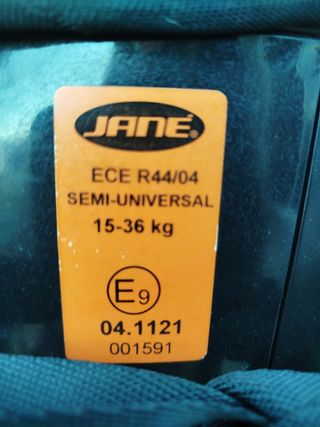 JANÉ®
ECE R44/04
SEMI-UNIVERSAL
15-36 kg
E9
04.1121
001591